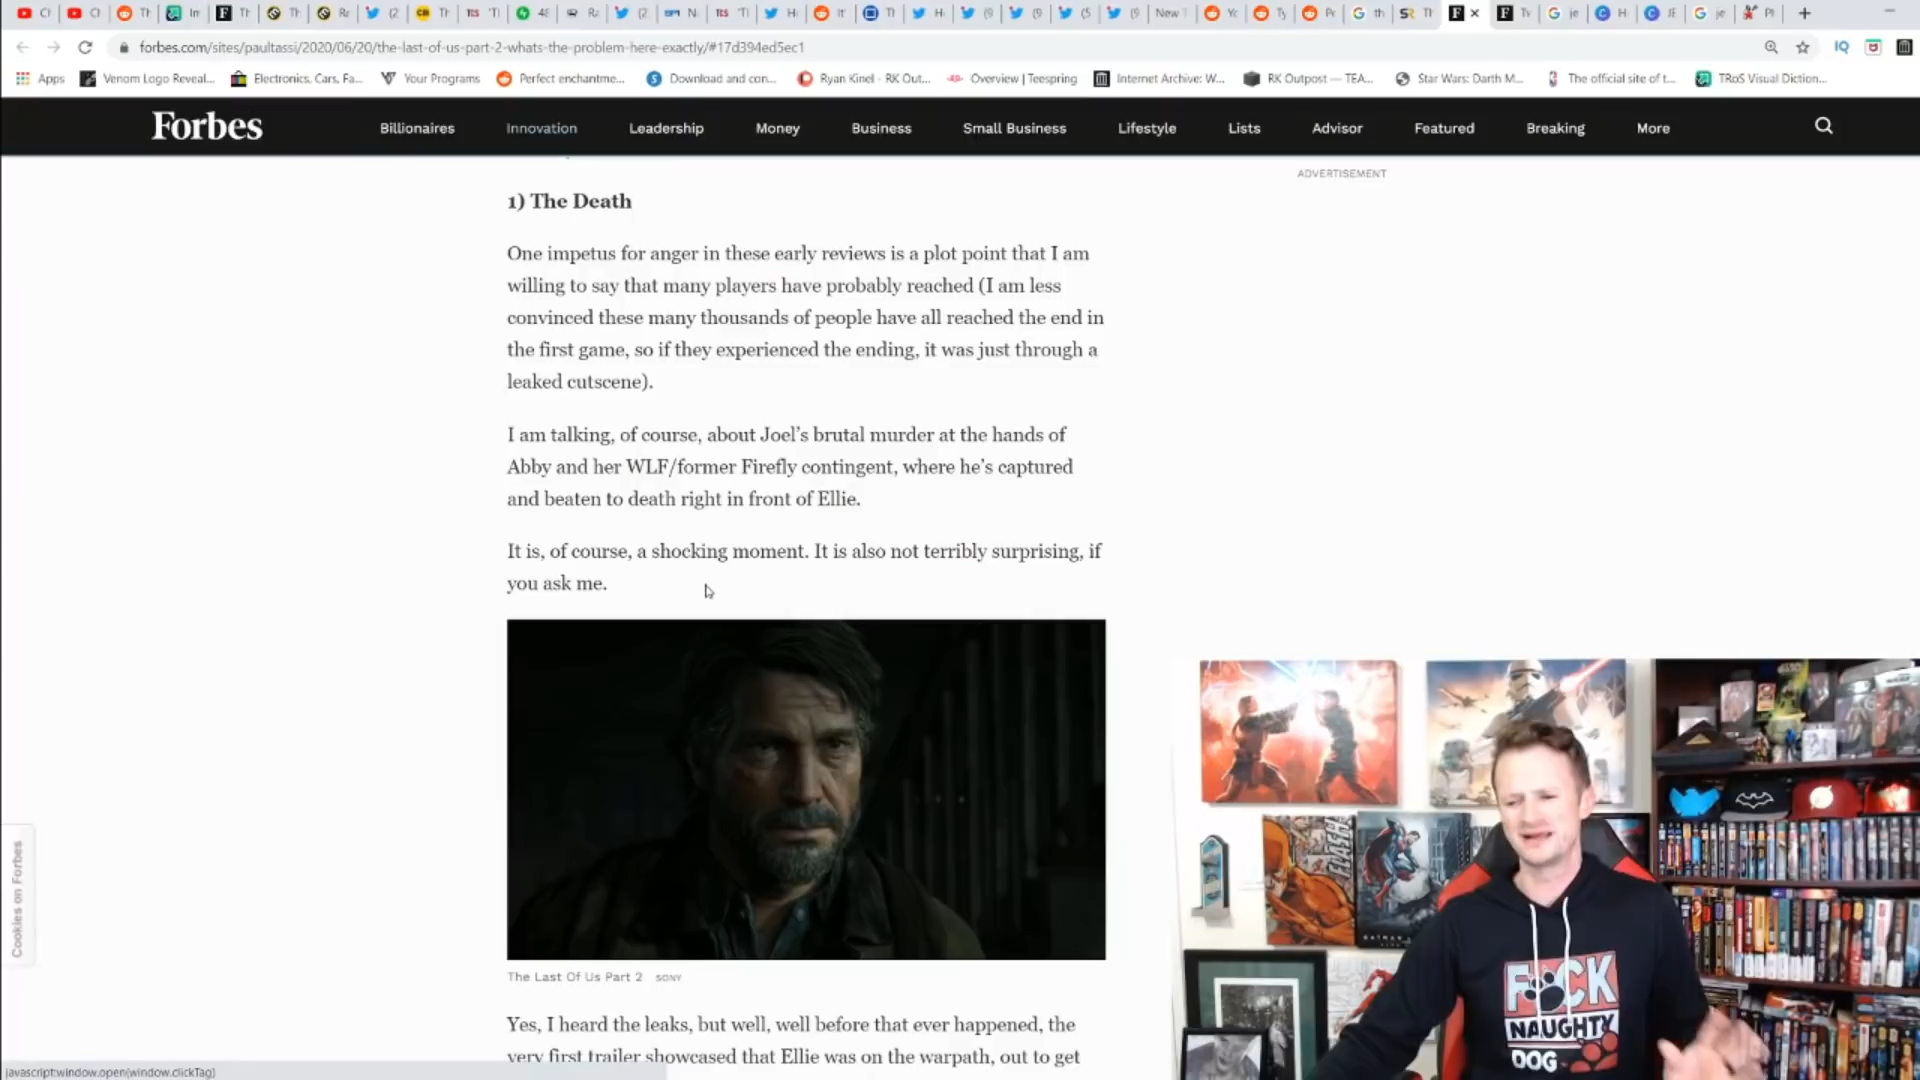 forbes.com/sites/paultassi/2020/06/20/the-last-of-us-part-2-whats-the-problem-here-exactly/#17d394ed5ec1
Apps Venom Logo Reveal... Electronics, Cars, Fa... Your Programs Perfect enchantme... Download and con... Ryan Kinel - RK Out... Overview | Teespring Internet Archive: W... RK Outpost — TEA... Star Wars: Darth M... The official site of t... TRoS Visual Diction...
Forbes Billionaires Innovation Leadership Money Business Small Business Lifestyle Lists Advisor Featured Breaking More
ADVERTISEMENT
1) The Death
One impetus for anger in these early reviews is a plot point that I am
willing to say that many players have probably reached (I am less
convinced these many thousands of people have all reached the end in
the first game, so if they experienced the ending, it was just through a
leaked cutscene).
I am talking, of course, about Joel's brutal murder at the hands of
Abby and her WLF/former Firefly contingent, where he's captured
and beaten to death right in front of Ellie.
It is, of course, a shocking moment. It is also not terribly surprising, if
you ask me.
The Last Of Us Part 2 SONY
Yes, I heard the leaks, but well, well before that ever happened, the
very first trailer showcased that Ellie was on the warpath, out to get
Cookies on Forbes
javascript:window.open(window.clickTag)
FLASH
BATMAN
F CK
NAUGHTY
DOG